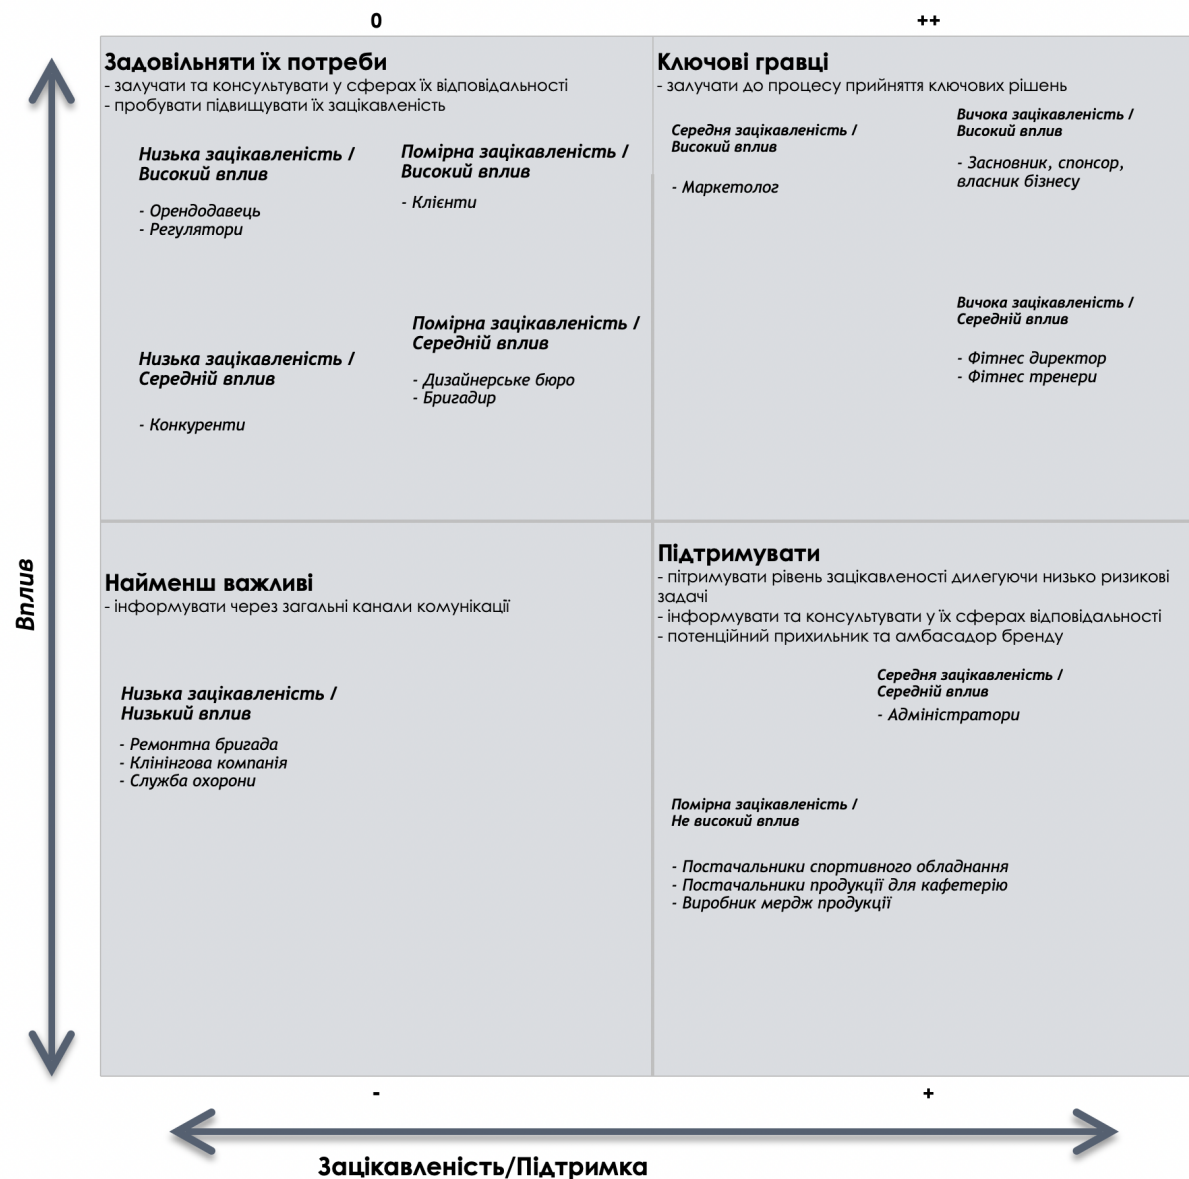 0
++
Задовільняти їх потреби
- залучати та консультувати у сферах їх відповідальності
- пробувати підвищувати їх зацікавленість
Низька зацікавленість /
Високий вплив
- Орендодавець
- Регулятори
Помірна зацікавленість /
Високий вплив
- Клієнти
Низька зацікавленість /
Середній вплив
- Конкуренти
Помірна зацікавленість /
Середній вплив
- Дизайнерське бюро
- Бригадир
Ключові гравці
- залучати до процесу прийняття ключових рішень
Середня зацікавленість /
Високий вплив
- Маркетолог
Вичока зацікавленість /
Високий вплив
- Засновник, спонсор,
власник бізнесу
Вичока зацікавленість /
Середній вплив
- Фітнес директор
- Фітнес тренери
Вплив
Найменш важливі
- інформувати через загальні канали комунікації
Низька зацікавленість /
Низький вплив
- Ремонтна бригада
- Клінінгова компанія
- Служба охорони
Підтримувати
- пітримувати рівень зацікавленості дилегуючи низько ризикові
задачі
- інформувати та консультувати у їх сферах відповідальності
- потенційний прихильник та амбасадор бренду
Середня зацікавленість /
Середній вплив
- Адміністратори
Помірна зацікавленість /
Не високий вплив
- Постачальники спортивного обладнання
- Постачальники продукції для кафетерію
- Виробник мердж продукції
-
+
Зацікавленість/Підтримка